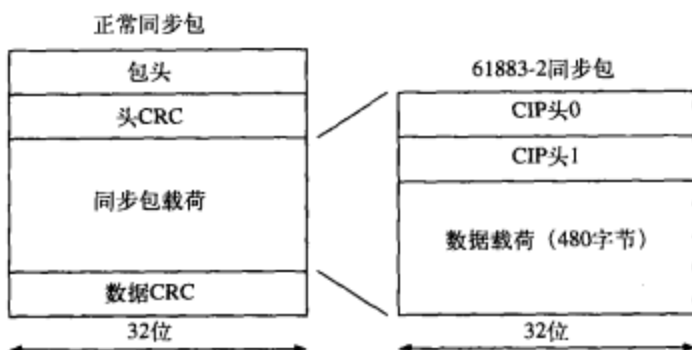 正常同步包
包头
头CRC
同步包载荷
数据CRC
32位
61883-2同步包
CIP头0
CIP头1
数据载荷（480字节）
32位